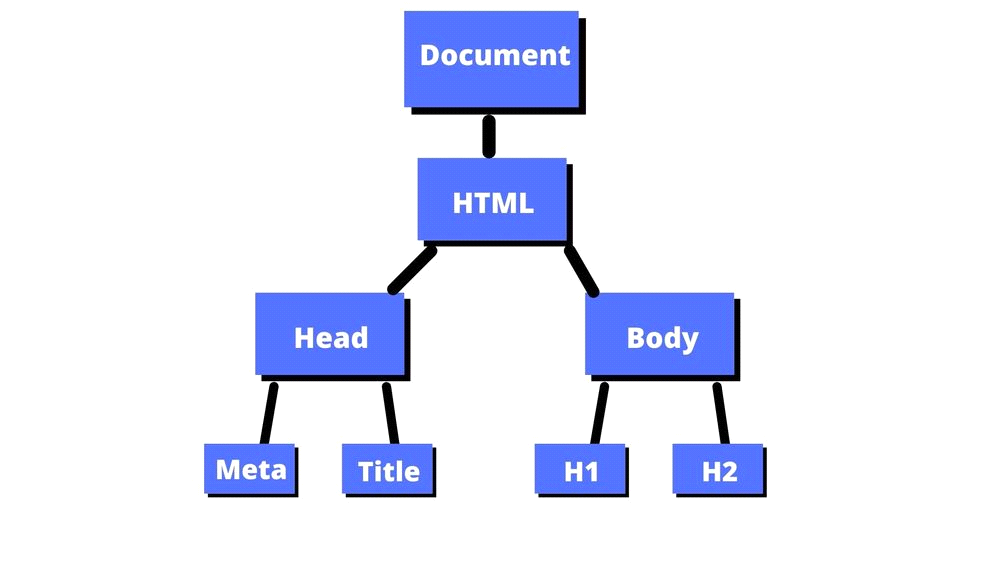 Document
HTML
Head
Body
Meta
Title
H1
H2